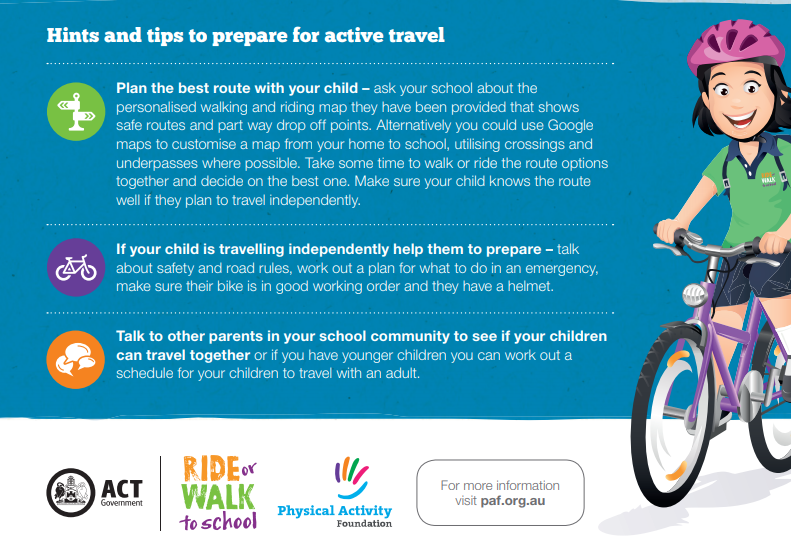 Hints and tips to prepare for active travel
Plan the best route with your child – ask your school about the
personalised walking and riding map they have been provided that shows
safe routes and part way drop off points. Alternatively you could use Google
maps to customise a map from your home to school, utilising crossings and
underpasses where possible. Take some time to walk or ride the route options
together and decide on the best one. Make sure your child knows the route
well if they plan to travel independently.
If your child is travelling independently help them to prepare – talk
about safety and road rules, work out a plan for what to do in an emergency,
make sure their bike is in good working order and they have a helmet.
Talk to other parents in your school community to see if your children
can travel together or if you have younger children you can work out a
schedule for your children to travel with an adult.
ACT
Government
RIDE or
WALK
to school
Physical Activity
Foundation
For more information
visit paf.org.au
WALK